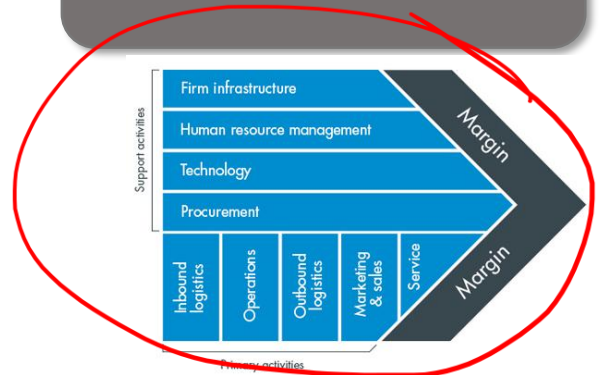 Support activities
Firm infrastructure
Human resource management
Technology
Procurement
Margin
Inbound
logistics
Operations
Outbound
logistics
Marketing
& sales
Service
Margin
Primary activities